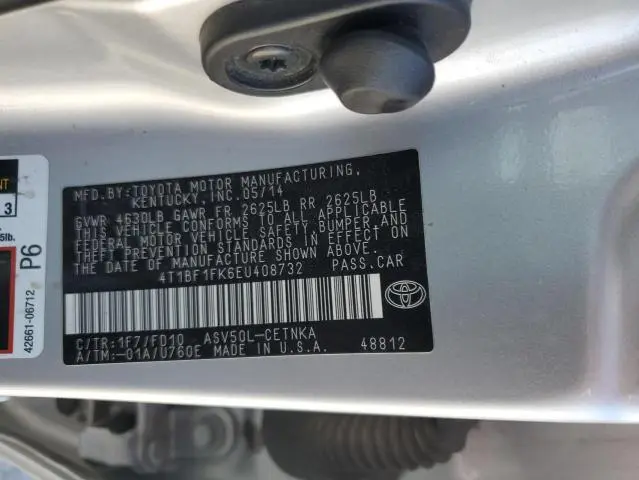 MFD.BY:TOYOTA MOTOR MANUFACTURING,
KENTUCKY, INC. 05/14
GVWR 4630LB GAWR FR 2625LB RR 2625LB
THIS VEHICLE CONFORMS TO ALL APPLICABLE
FEDERAL MOTOR VEHICLE SAFETY, BUMPER, AND
THEFT PREVENTION STANDARDS IN EFFECT ON
THE DATE OF MANUFACTURE SHOWN ABOVE.
4T1BF1FK6EU408732 PASS.CAR
C/TR:1F7/FD10 ASV50L-CETNKA
A/TM:-01A/U760E MADE IN U.S.A. 48812
TOYOTA
3
5lb.
P6
42661-06712